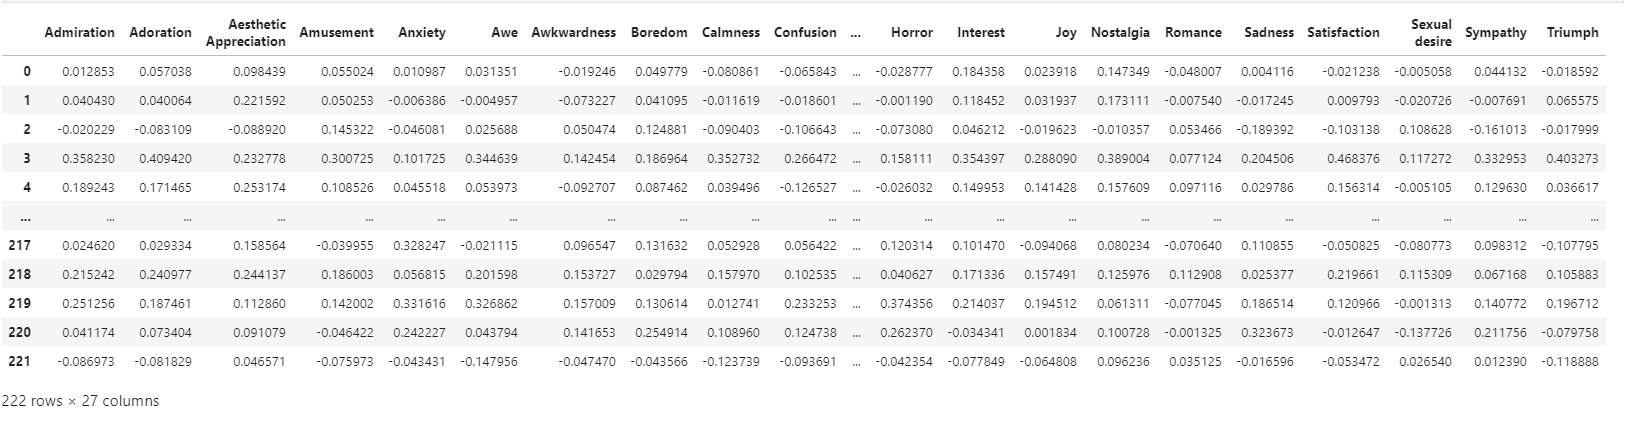 Admiration Adoration Aesthetic Appreciation Amusement Anxiety Awe Awkwardness Boredom Calmness Confusion ... Horror Interest Joy Nostalgia Romance Sadness Satisfaction Sexual desire Sympathy Triumph
0 0.012853 0.057038 0.098439 0.055024 0.010987 0.031351 -0.019246 0.049779 -0.080861 -0.065843 ... -0.028777 0.184358 0.023918 0.147349 -0.048007 0.004116 -0.021238 -0.005058 0.044132 -0.018592
1 0.040430 0.040064 0.221592 0.050253 -0.006386 -0.004957 -0.073227 0.041095 -0.011619 -0.018601 ... -0.001190 0.118452 0.031937 0.173111 -0.007540 -0.017245 0.009793 -0.020726 -0.007691 0.065575
2 -0.020229 -0.083109 -0.088920 0.145322 -0.046081 0.025688 0.050474 0.124881 -0.090403 -0.106643 ... -0.073080 0.046212 -0.019623 -0.010357 0.053466 -0.189392 -0.103138 0.108628 -0.161013 -0.017999
3 0.358230 0.409420 0.232778 0.300725 0.101725 0.344639 0.142454 0.186964 0.352732 0.266472 ... 0.158111 0.354397 0.288090 0.389004 0.077124 0.204506 0.468376 0.117272 0.332953 0.403273
4 0.189243 0.171465 0.253174 0.108526 0.045518 0.053973 -0.092707 0.087462 0.039496 -0.126527 ... -0.026032 0.149953 0.141428 0.157609 0.097116 0.029786 0.156314 -0.005105 0.129630 0.036617
... ... ... ... ... ... ... ... ... ... ... ... ... ... ... ... ... ... ... ... ... ...
217 0.024620 0.029334 0.158564 -0.039955 0.328247 -0.021115 0.096547 0.131632 0.052928 0.056422 ... 0.120314 0.101470 -0.094068 0.080234 -0.070640 0.110855 -0.050825 -0.080773 0.098312 -0.107795
218 0.215242 0.240977 0.244137 0.186003 0.056815 0.201598 0.153727 0.029794 0.157970 0.102535 ... 0.040627 0.171336 0.157491 0.125976 0.112908 0.025377 0.219661 0.115309 0.067168 0.105883
219 0.251256 0.187461 0.112860 0.142002 0.331616 0.326862 0.157009 0.130614 0.012741 0.233253 ... 0.374356 0.214037 0.194512 0.061311 -0.077045 0.186514 0.120966 -0.001313 0.140772 0.196712
220 0.041174 0.073404 0.091079 -0.046422 0.242227 0.043794 0.141653 0.254914 0.108960 0.124738 ... 0.262370 -0.034341 0.001834 0.100728 -0.001325 0.323673 -0.012647 -0.137726 0.211756 -0.079758
221 -0.086973 -0.081829 0.046571 -0.075973 -0.043431 -0.147956 -0.047470 -0.043566 -0.123739 -0.093691 ... -0.042354 -0.077849 -0.064808 0.096236 0.035125 -0.016596 -0.053472 0.026540 0.012390 -0.118888
222 rows × 27 columns